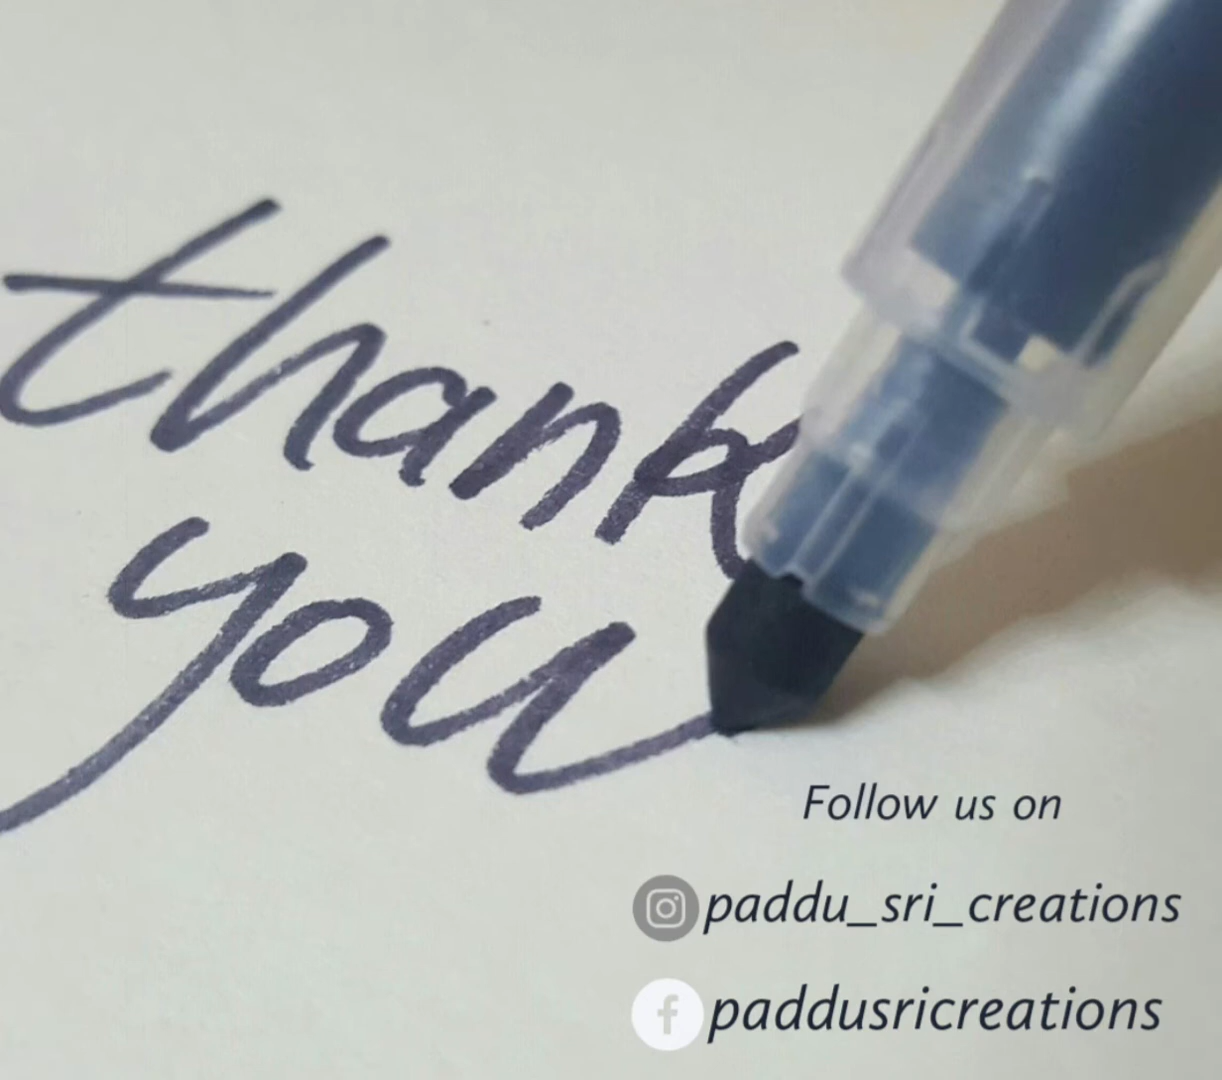 thank
you
Follow us on
paddu_sri_creations
paddusricreations